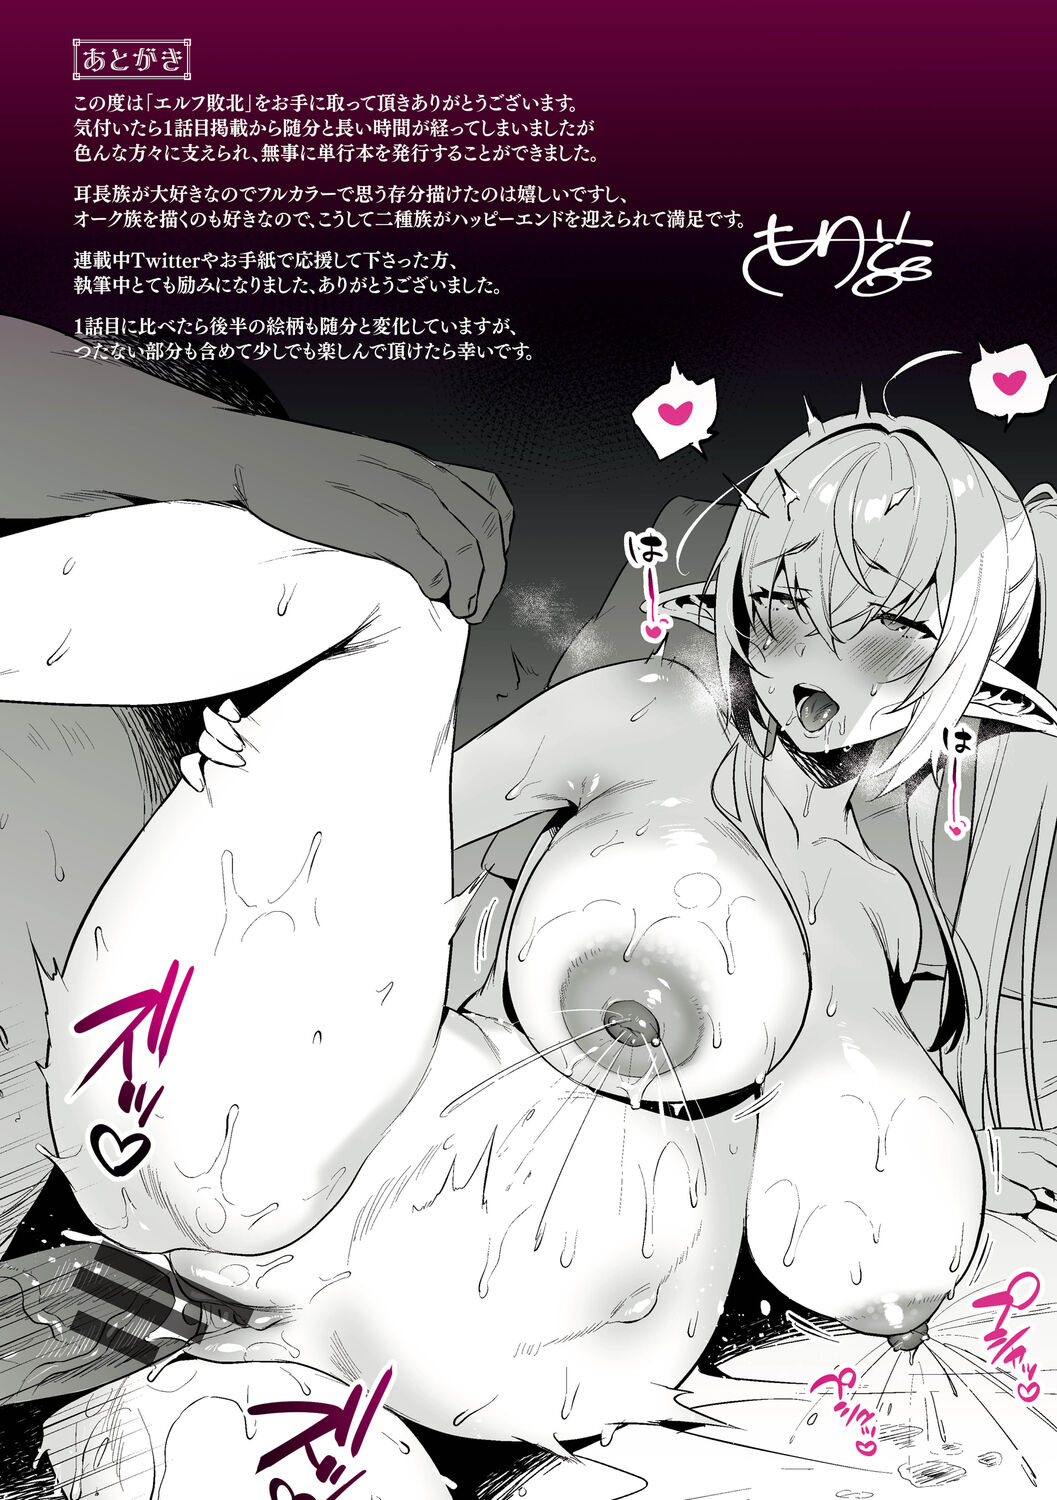 あとがき
この度は「エルフ敗北」をお手に取って頂きありがとうございます。
気付いたら1話目掲載から随分と長い時間が経ってしまいましたが
色んな方々に支えられ、無事に単行本を発行することができました。
耳長族が大好きなのでフルカラーで思う存分描けたのは嬉しいですし、
オーク族を描くのも好きなので、こうして二種族がハッピーエンドを迎えられて満足です。
連載中Twitterやお手紙で応援して下さった方、
執筆中とても励みになりました、ありがとうございました。
1話目に比べたら後半の絵柄も随分と変化していますが、
つたない部分も含めて少しでも楽しんで頂けたら幸いです。
はー
はー
ズッ
ズッ